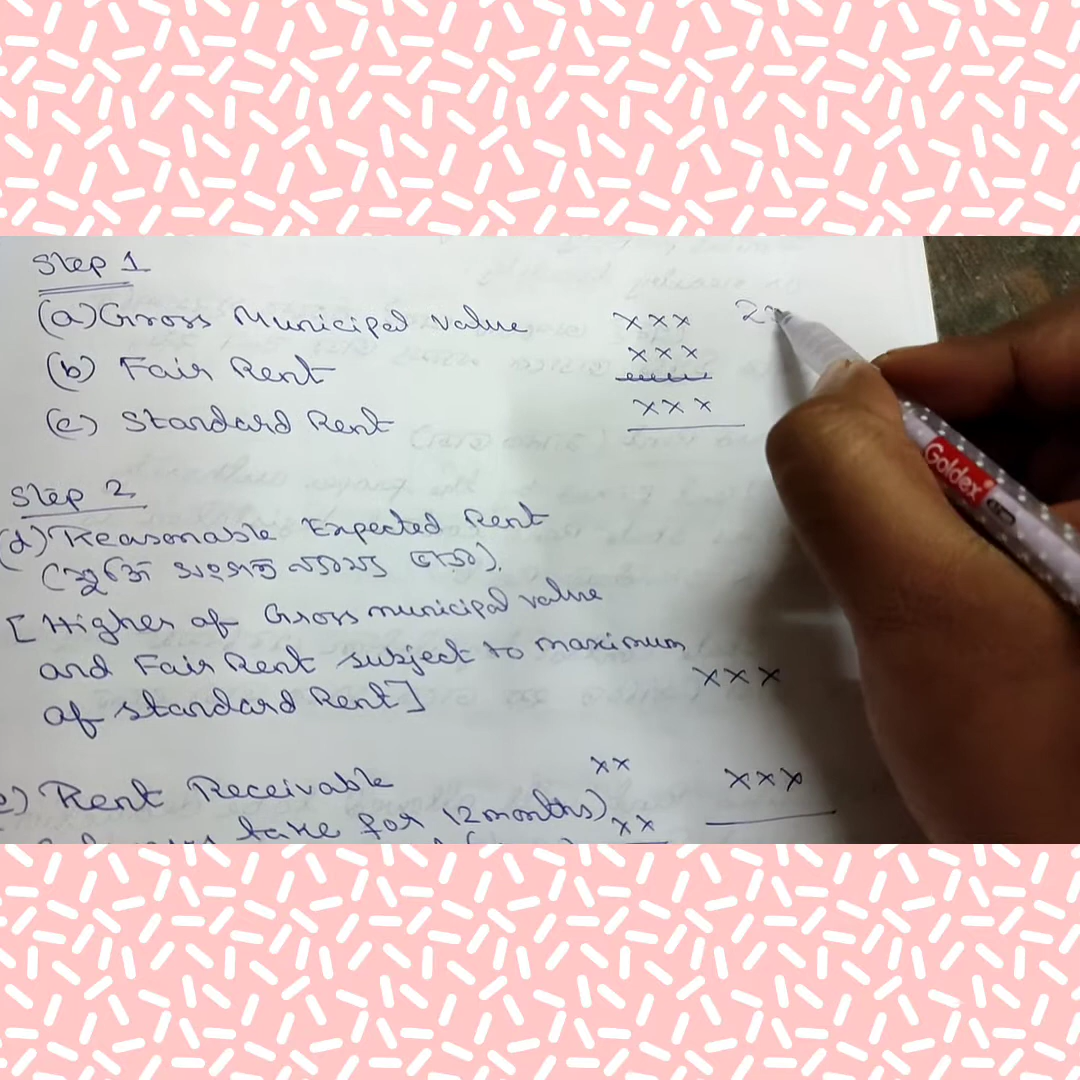 Step 1
(a) Gross Municipal value xxx 2
(b) Fair Rent xxx
(c) Standard Rent xxx
Step 2
(d) Reasonable Expected Rent
[Higher of Gross municipal value
and Fair Rent subject to maximum
of standard Rent] xxx
e) Rent Receivable xx xxx
take for 12 months) xx
Goldex